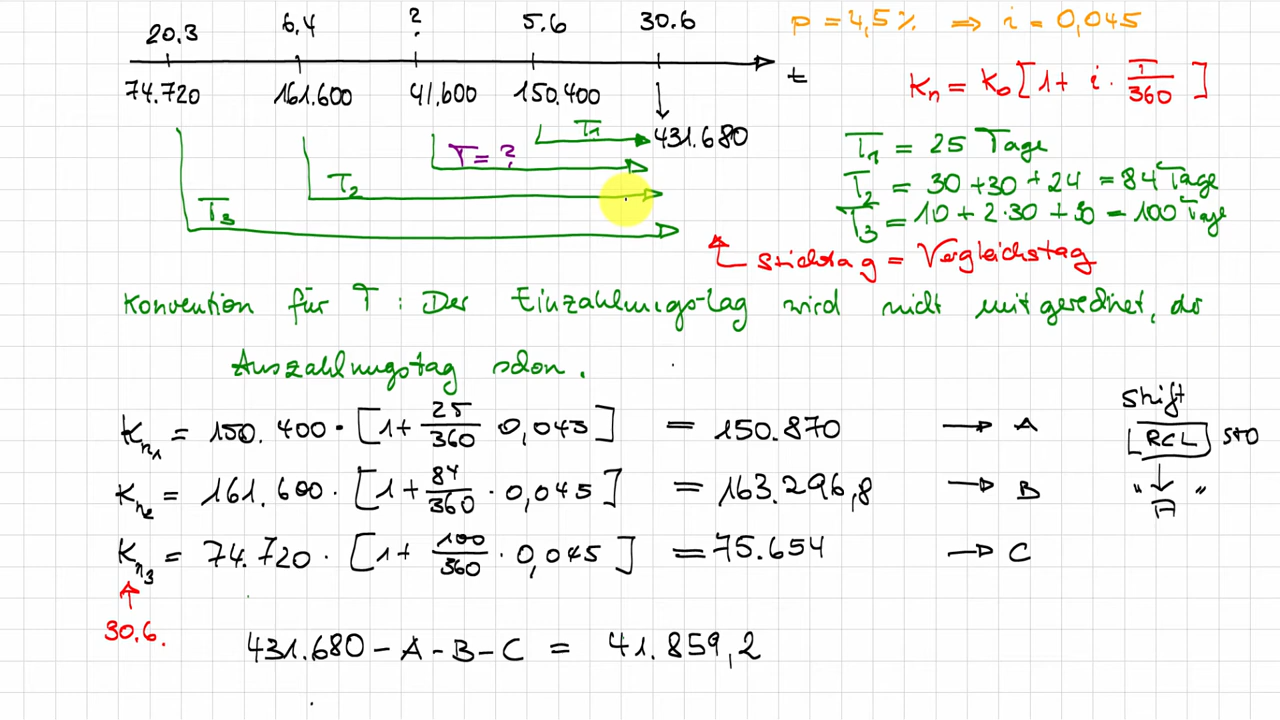 20.3 6.4 ? 5.6 30.6 p = 4,5% ⇒ i = 0,045
t
74.720 161.600 41.600 150.400 Kn = K0 [1 + i · T/360]
431.680
T1 T1 = 25 Tage
T = ?
T2 T2 = 30 + 30 + 24 = 84 Tage
T3 T3 = 10 + 2·30 + 30 = 100 Tage
Stichtag = Vergleichstag
Konvention für T : Der Einzahlungstag wird nicht mitgerechnet, der
Auszahlungstag schon.
Kn1 = 150.400 · [1 + 25/360 0,045] = 150.870 → A
Shift
RCL STO
↓
"A"
Kn2 = 161.600 · [1 + 84/360 · 0,045] = 163.296,8 → B
Kn3 = 74.720 · [1 + 100/360 · 0,045] = 75.654 → C
30.6.
431.680 – A – B – C = 41.859,2